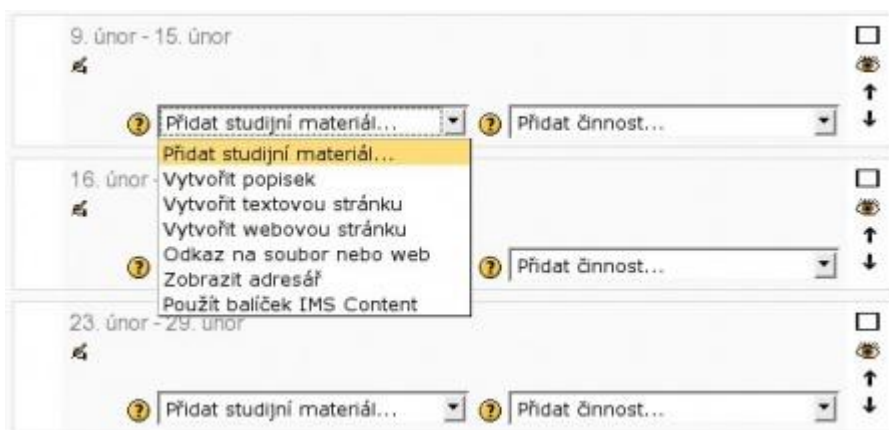 9. únor - 15. únor
? Přidat studijní materiál... ? Přidat činnost...
Přidat studijní materiál...
16. únor - Vytvořit popisek
Vytvořit textovou stránku
Vytvořit webovou stránku
Odkaz na soubor nebo web
? Zobrazit adresář ? Přidat činnost...
Použít balíček IMS Content
23. únor - 29. únor
? Přidat studijní materiál... ? Přidat činnost...